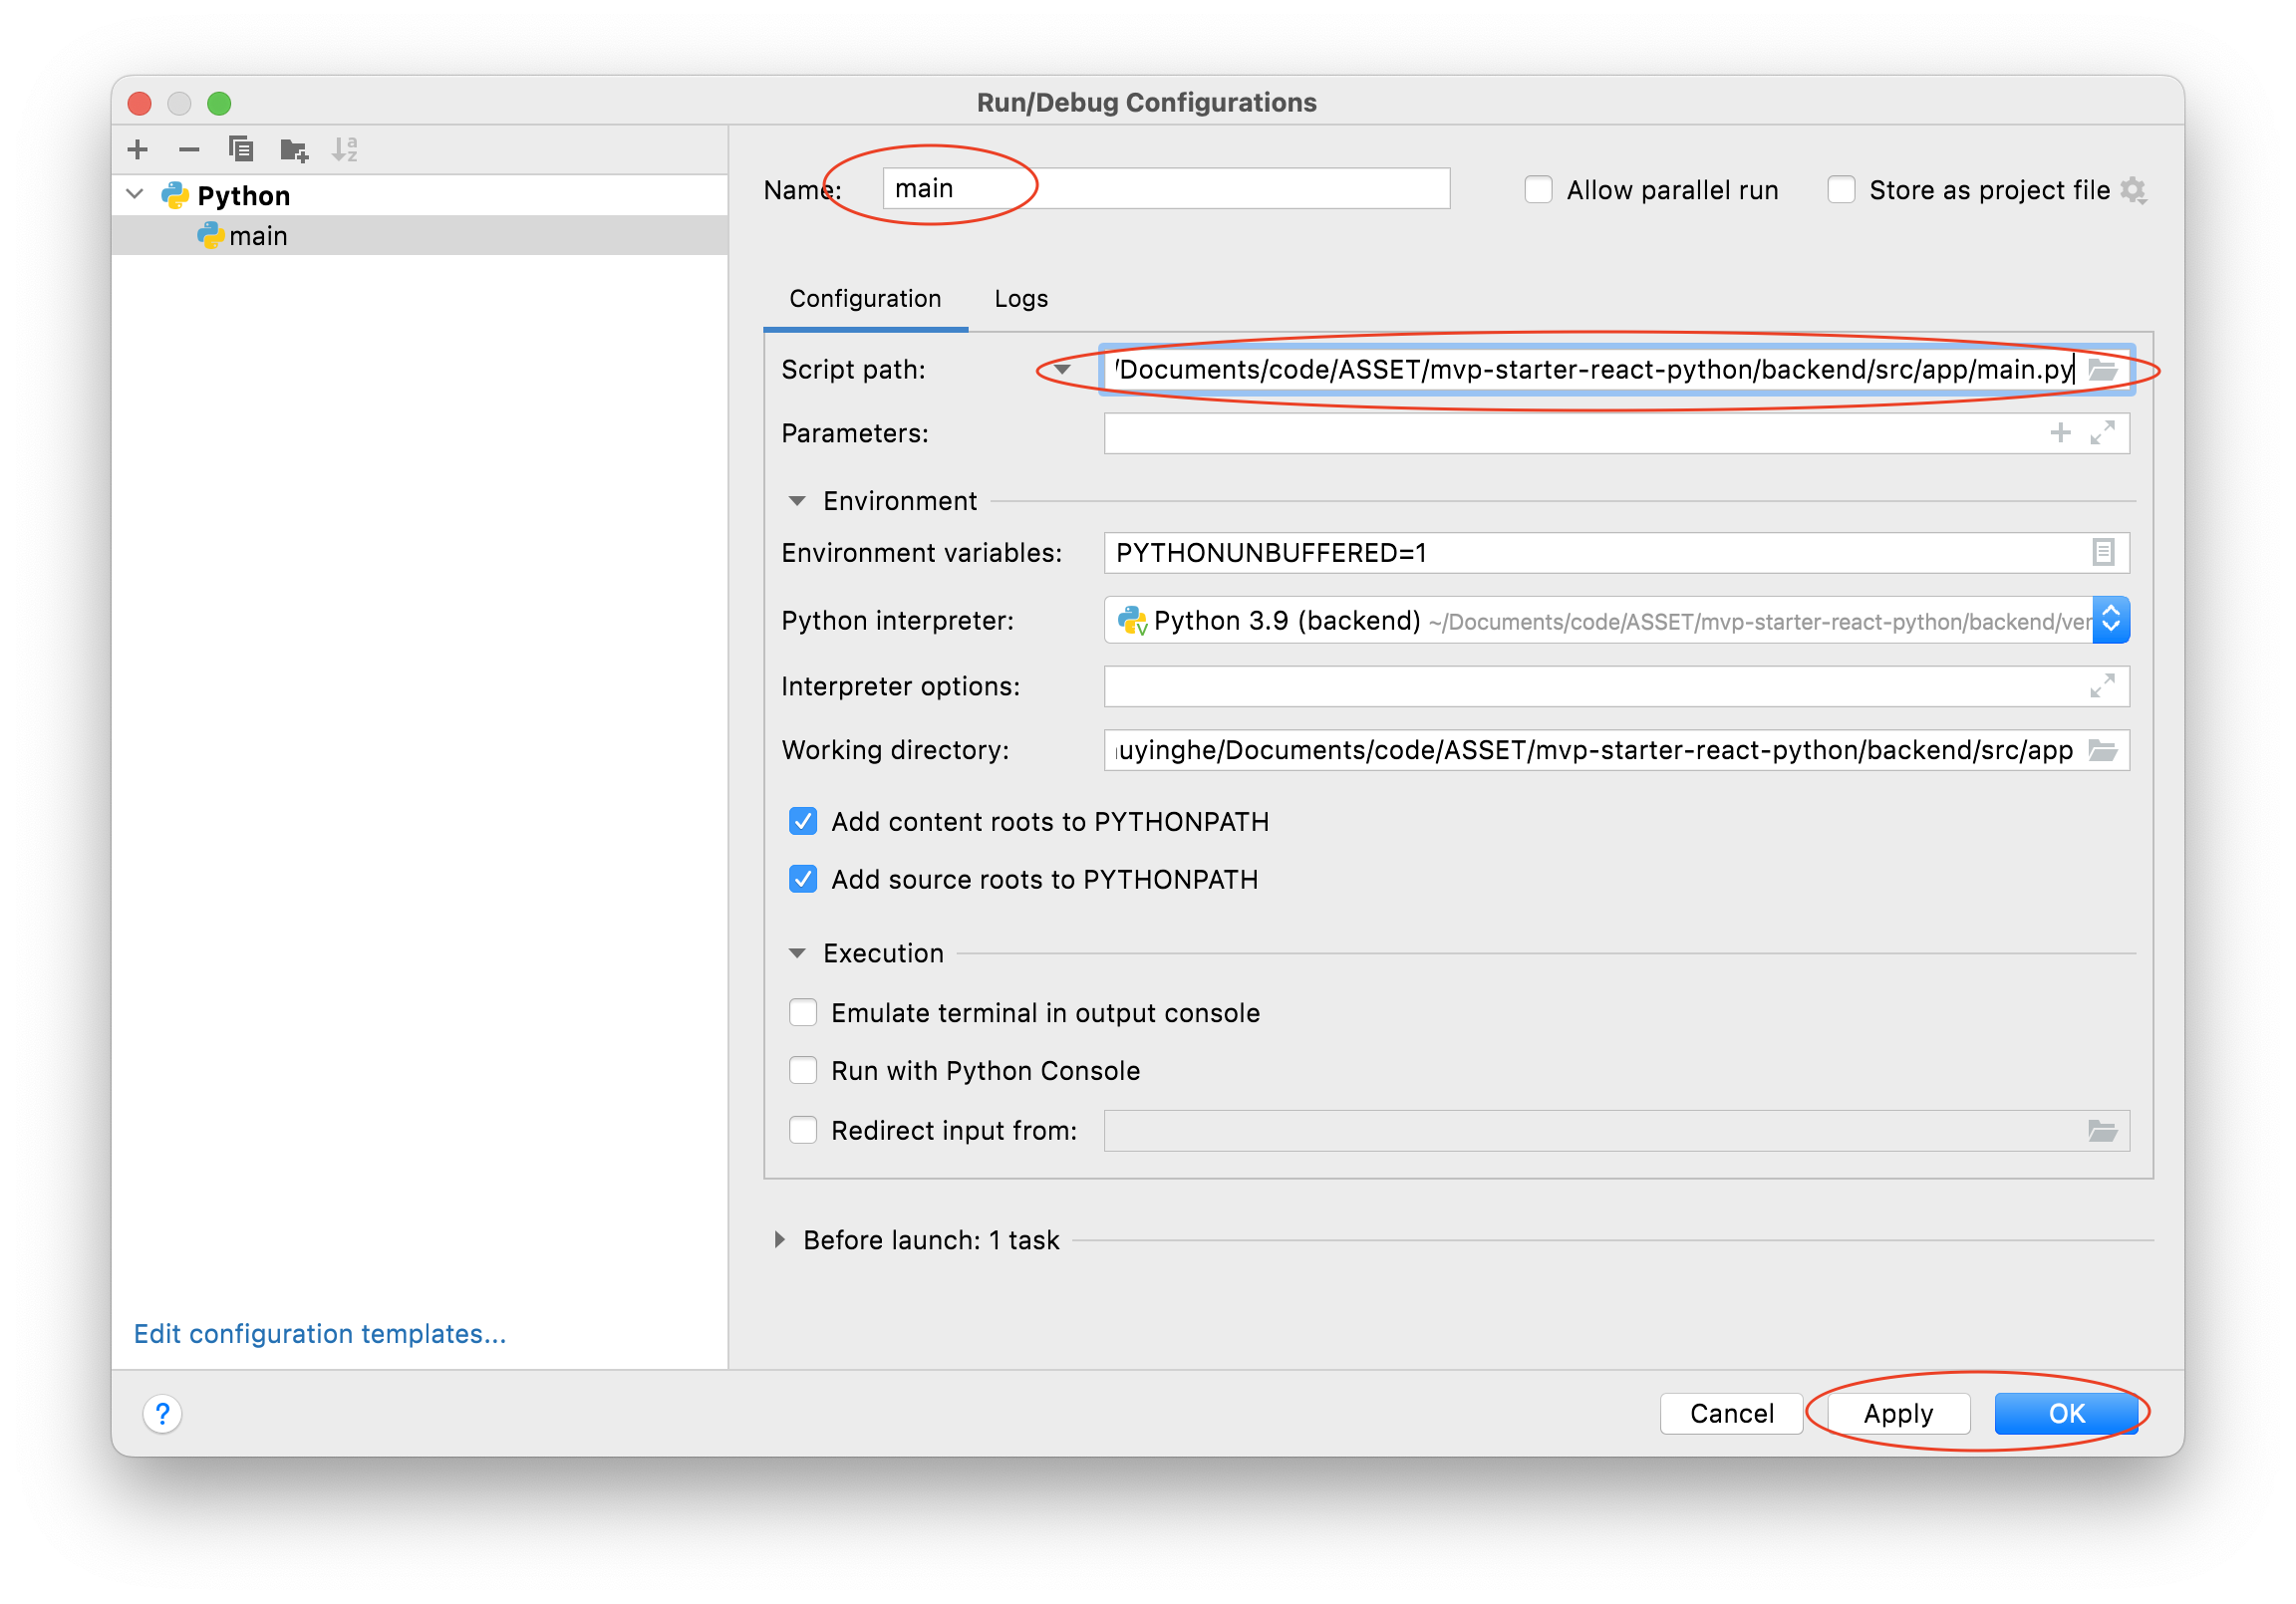 Run/Debug Configurations
Python
main
Name: main
Allow parallel run
Store as project file
Configuration
Logs
Script path: /Documents/code/ASSET/mvp-starter-react-python/backend/src/app/main.py
Parameters:
Environment
Environment variables: PYTHONUNBUFFERED=1
Python interpreter: Python 3.9 (backend) ~/Documents/code/ASSET/mvp-starter-react-python/backend/ver
Interpreter options:
Working directory: uyinghe/Documents/code/ASSET/mvp-starter-react-python/backend/src/app
Add content roots to PYTHONPATH
Add source roots to PYTHONPATH
Execution
Emulate terminal in output console
Run with Python Console
Redirect input from:
Before launch: 1 task
Edit configuration templates...
?
Cancel
Apply
OK